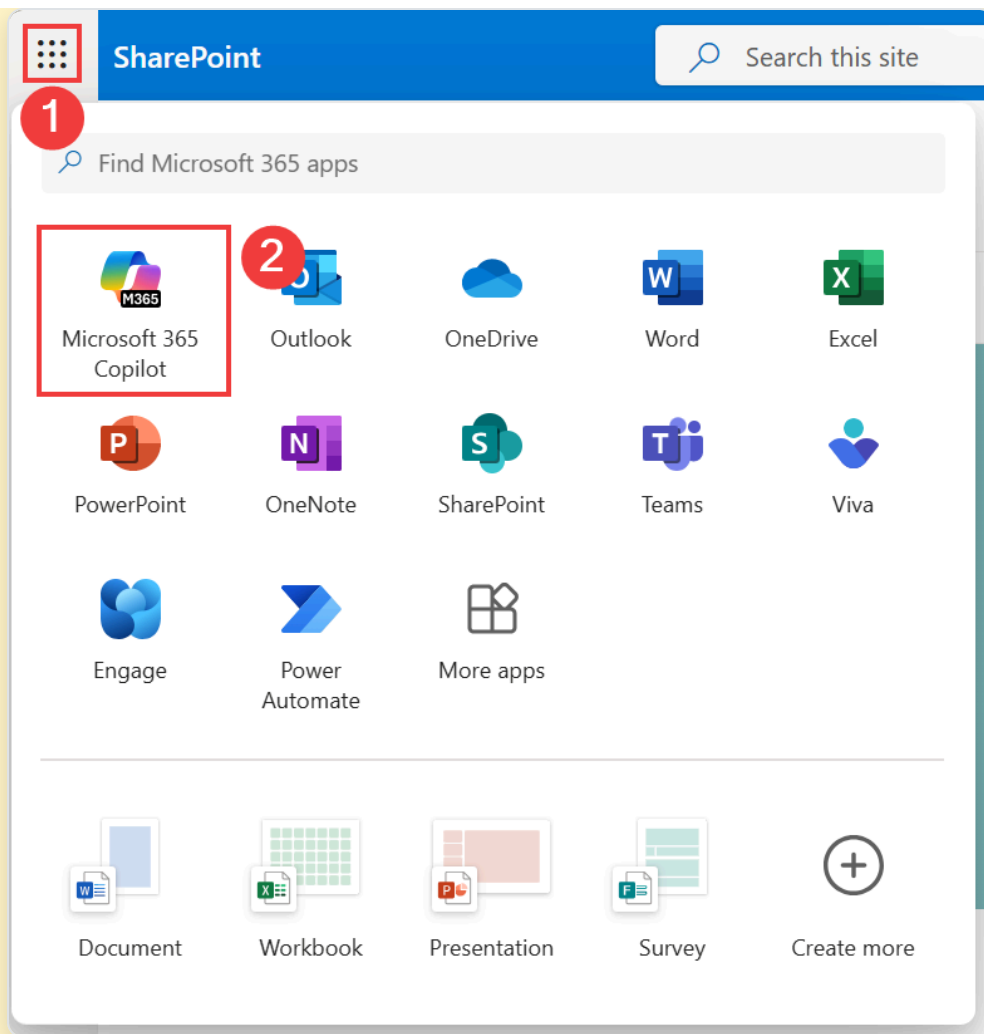 SharePoint
Search this site
1
Find Microsoft 365 apps
2
M365
O
W
X
Microsoft 365
Copilot
Outlook
OneDrive
Word
Excel
P
N
S
T
PowerPoint
OneNote
SharePoint
Teams
Viva
Engage
Power
Automate
More apps
W
X
P
F
Document
Workbook
Presentation
Survey
Create more